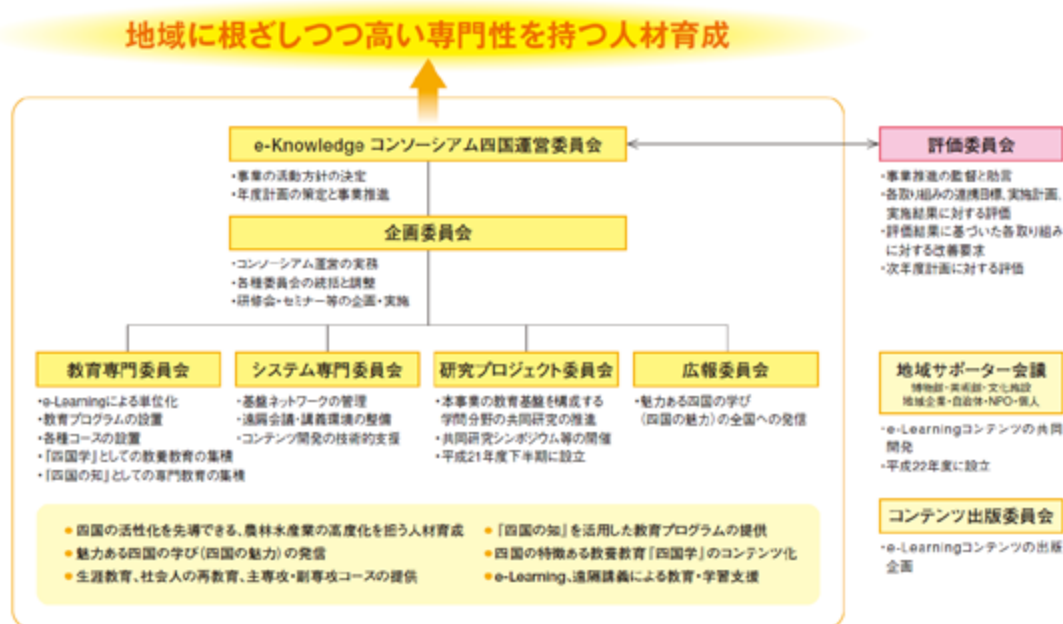 地域に根ざしつつ高い専門性を持つ人材育成
e-Knowledge コンソーシアム四国運営委員会
・事業の活動方針の決定
・年度計画の策定と事業推進
評価委員会
・事業推進の監督と助言
・各取り組みの連携目標、実施計画、
実施結果に対する評価
・評価結果に基づいた各取り組み
に対する改善要求
・次年度計画に対する評価
企画委員会
・コンソーシアム運営の実務
・各種委員会の統括と調整
・研修会・セミナー等の企画・実施
教育専門委員会
・e-Learningによる単位化
・教育プログラムの設置
・各種コースの設置
・『四国学』としての教養教育の集積
・『四国の知』としての専門教育の集積
システム専門委員会
・基盤ネットワークの管理
・遠隔会議・講義環境の整備
・コンテンツ開発の技術的支援
研究プロジェクト委員会
・本事業の教育基盤を構成する
学問分野の共同研究の推進
・共同研究シンポジウム等の開催
・平成21年度下半期に設立
広報委員会
・魅力ある四国の学び
（四国の魅力）の全国への発信
地域サポーター会議
博物館・美術館・文化施設
地域企業・自治体・NPO・個人
・e-Learningコンテンツの共同
開発
・平成22年度に設立
コンテンツ出版委員会
・e-Learningコンテンツの出版
企画
● 四国の活性化を先導できる、農林水産業の高度化を担う人材育成
● 魅力ある四国の学び（四国の魅力）の発信
● 生涯教育、社会人の再教育、主専攻・副専攻コースの提供
● 『四国の知』を活用した教育プログラムの提供
● 四国の特徴ある教養教育『四国学』のコンテンツ化
● e-Learning、遠隔講義による教育・学習支援